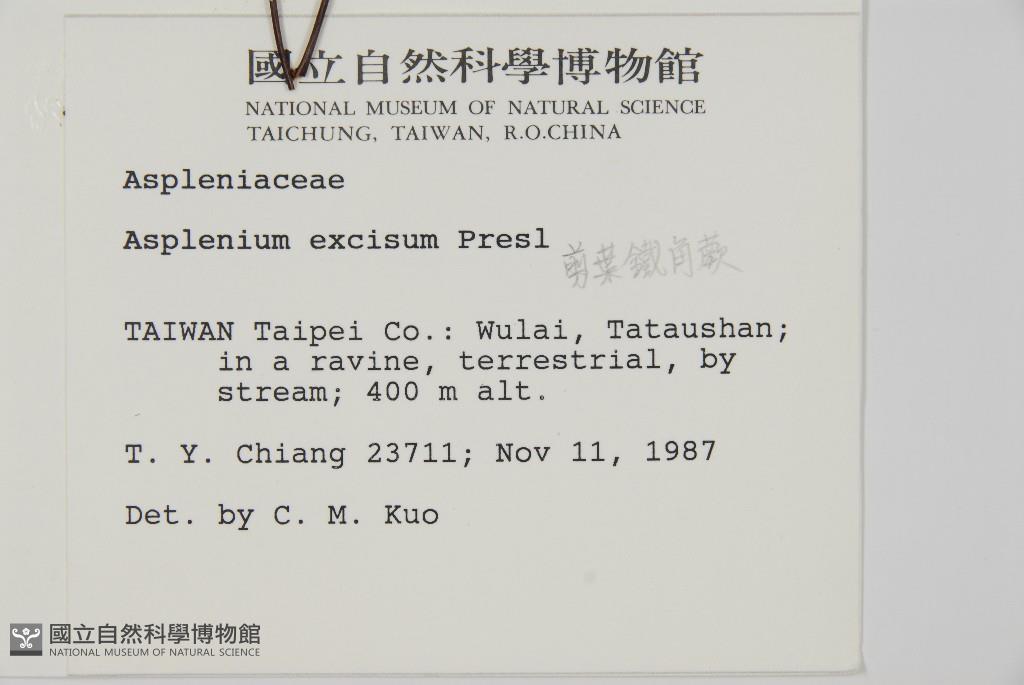 國立自然科學博物館
NATIONAL MUSEUM OF NATURAL SCIENCE
TAICHUNG, TAIWAN, R.O.CHINA
Aspleniaceae
Asplenium excisum Presl
剪葉鐵角蕨
TAIWAN Taipei Co.: Wulai, Tataushan;
in a ravine, terrestrial, by
stream; 400 m alt.
T. Y. Chiang 23711; Nov 11, 1987
Det. by C. M. Kuo
國立自然科學博物館
NATIONAL MUSEUM OF NATURAL SCIENCE